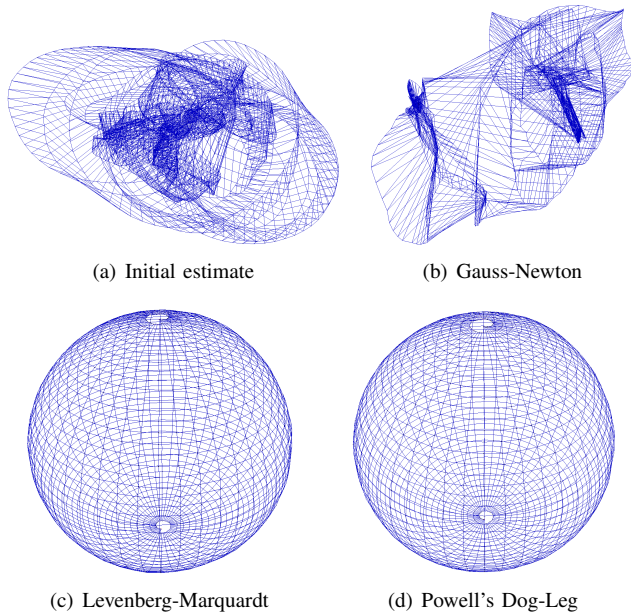 (a) Initial estimate
(b) Gauss-Newton
(c) Levenberg-Marquardt
(d) Powell's Dog-Leg